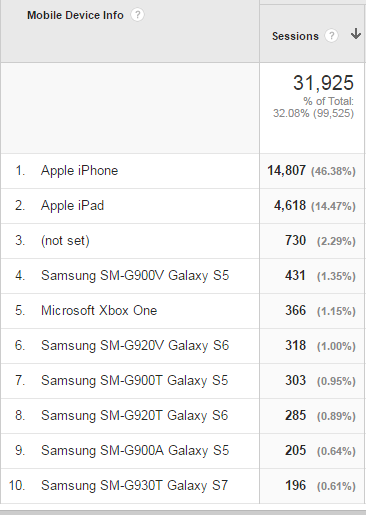 Mobile Device Info ?
Sessions ?
31,925
% of Total:
32.08% (99,525)
1. Apple iPhone 14,807 (46.38%)
2. Apple iPad 4,618 (14.47%)
3. (not set) 730 (2.29%)
4. Samsung SM-G900V Galaxy S5 431 (1.35%)
5. Microsoft Xbox One 366 (1.15%)
6. Samsung SM-G920V Galaxy S6 318 (1.00%)
7. Samsung SM-G900T Galaxy S5 303 (0.95%)
8. Samsung SM-G920T Galaxy S6 285 (0.89%)
9. Samsung SM-G900A Galaxy S5 205 (0.64%)
10. Samsung SM-G930T Galaxy S7 196 (0.61%)